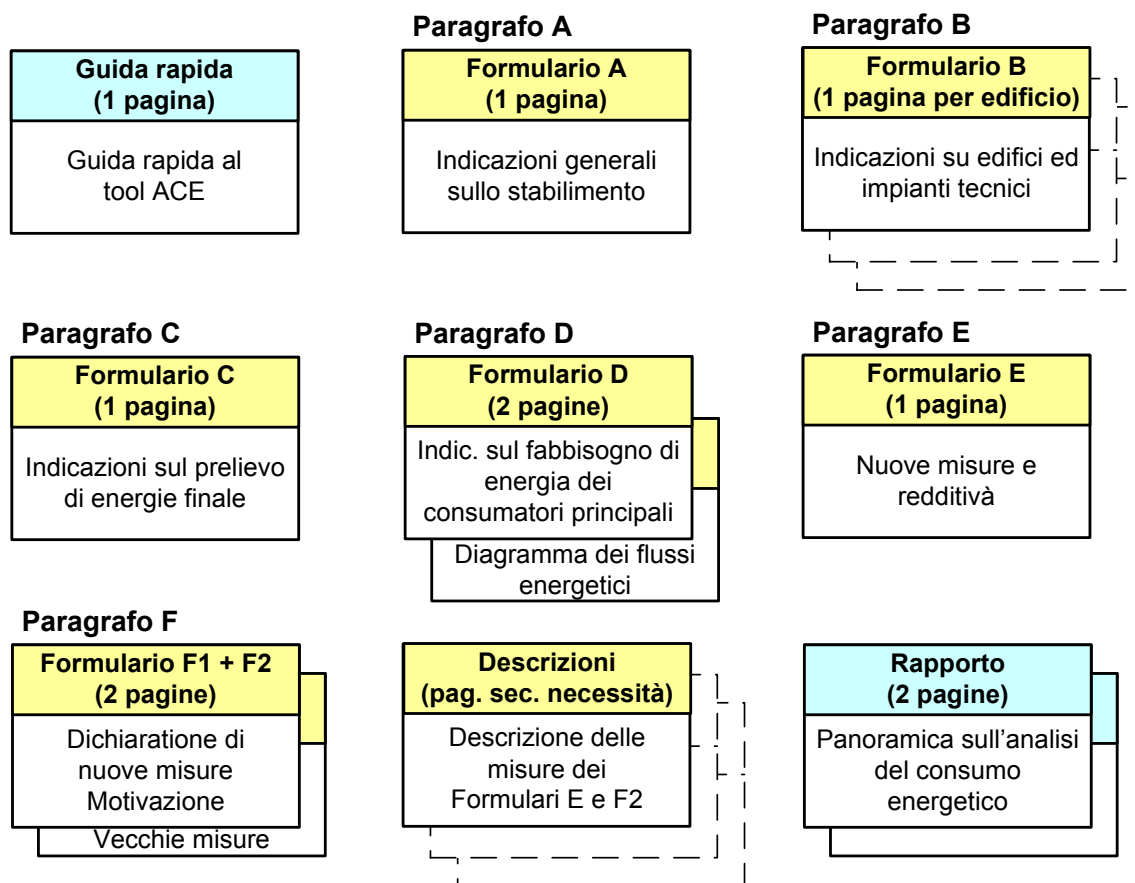 Guida rapida
(1 pagina)
Guida rapida al
tool ACE
Paragrafo A
Formulario A
(1 pagina)
Indicazioni generali
sullo stabilimento
Paragrafo B
Formulario B
(1 pagina per edificio)
Indicazioni su edifici ed
impianti tecnici
Paragrafo C
Formulario C
(1 pagina)
Indicazioni sul prelievo
di energie finale
Paragrafo D
Formulario D
(2 pagine)
Indic. sul fabbisogno di
energia dei
consumatori principali
Diagramma dei flussi
energetici
Paragrafo E
Formulario E
(1 pagina)
Nuove misure e
redditivà
Paragrafo F
Formulario F1 + F2
(2 pagine)
Dichiaratione di
nuove misure
Motivazione
Vecchie misure
Descrizioni
(pag. sec. necessità)
Descrizione delle
misure dei
Formulari E e F2
Rapporto
(2 pagine)
Panoramica sull’analisi
del consumo
energetico